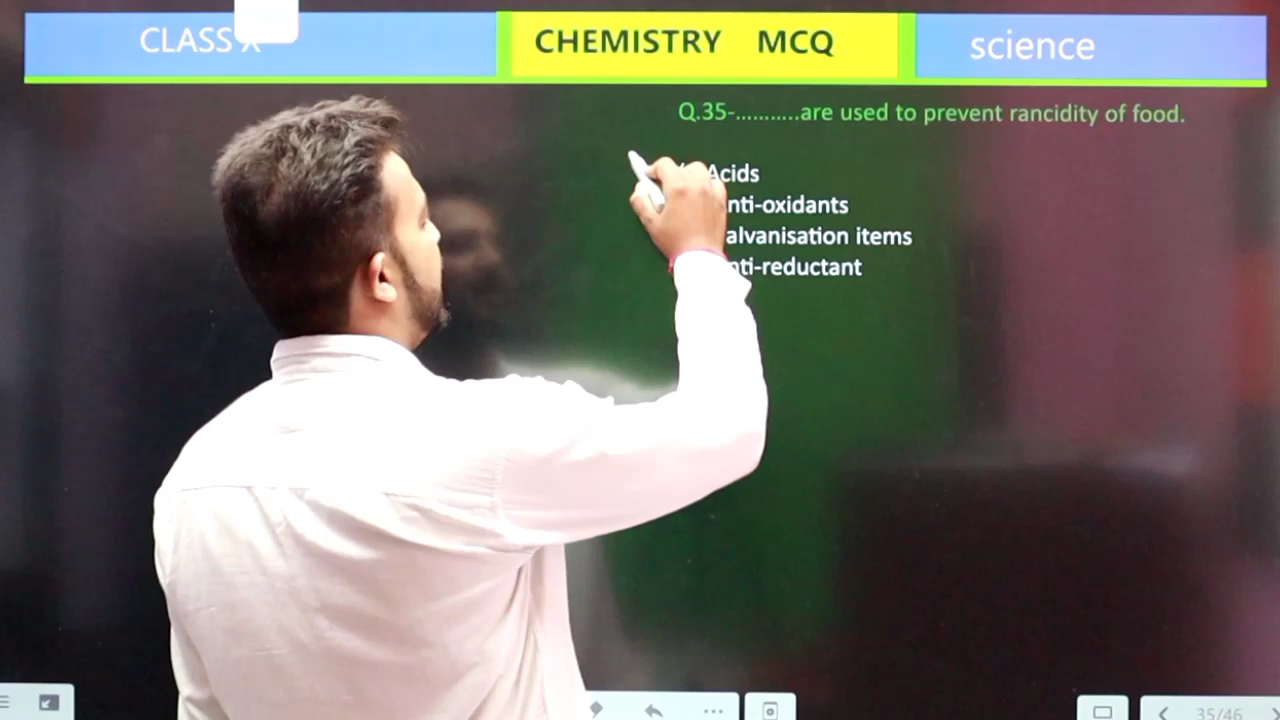 CLASS X
CHEMISTRY MCQ
science
Q.35-...........are used to prevent rancidity of food.
Acids
nti-oxidants
alvanisation items
nti-reductant
35/46